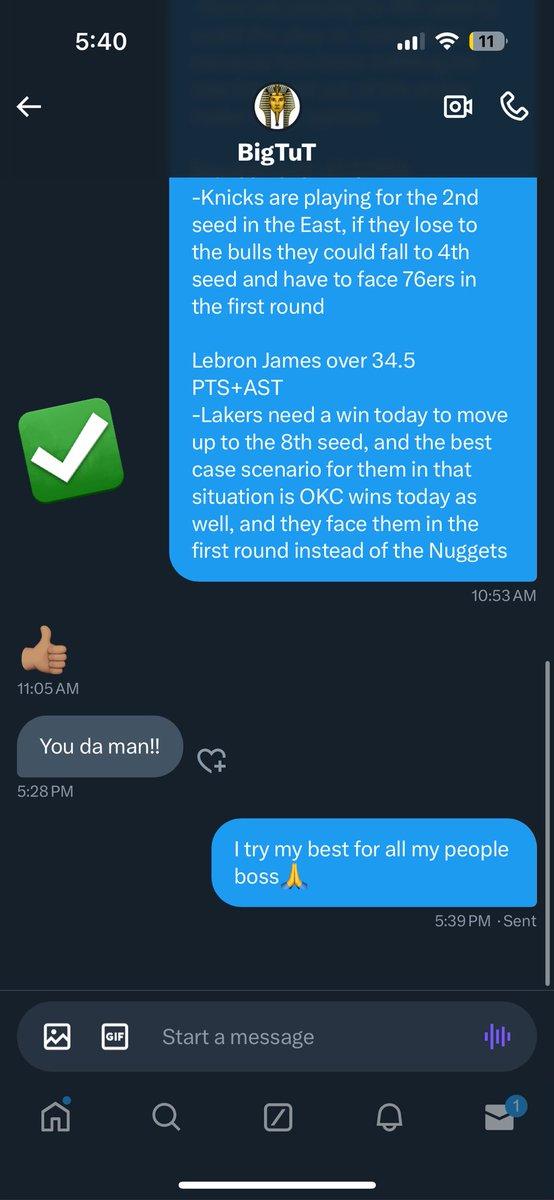 5:40
11
BigTuT
-Knicks are playing for the 2nd
seed in the East, if they lose to
the bulls they could fall to 4th
seed and have to face 76ers in
the first round
Lebron James over 34.5
PTS+AST
-Lakers need a win today to move
up to the 8th seed, and the best
case scenario for them in that
situation is OKC wins today as
well, and they face them in the
first round instead of the Nuggets
10:53 AM
11:05 AM
You da man!!
5:28 PM
I try my best for all my people
boss🙏
5:39 PM · Sent
GIF
Start a message
1